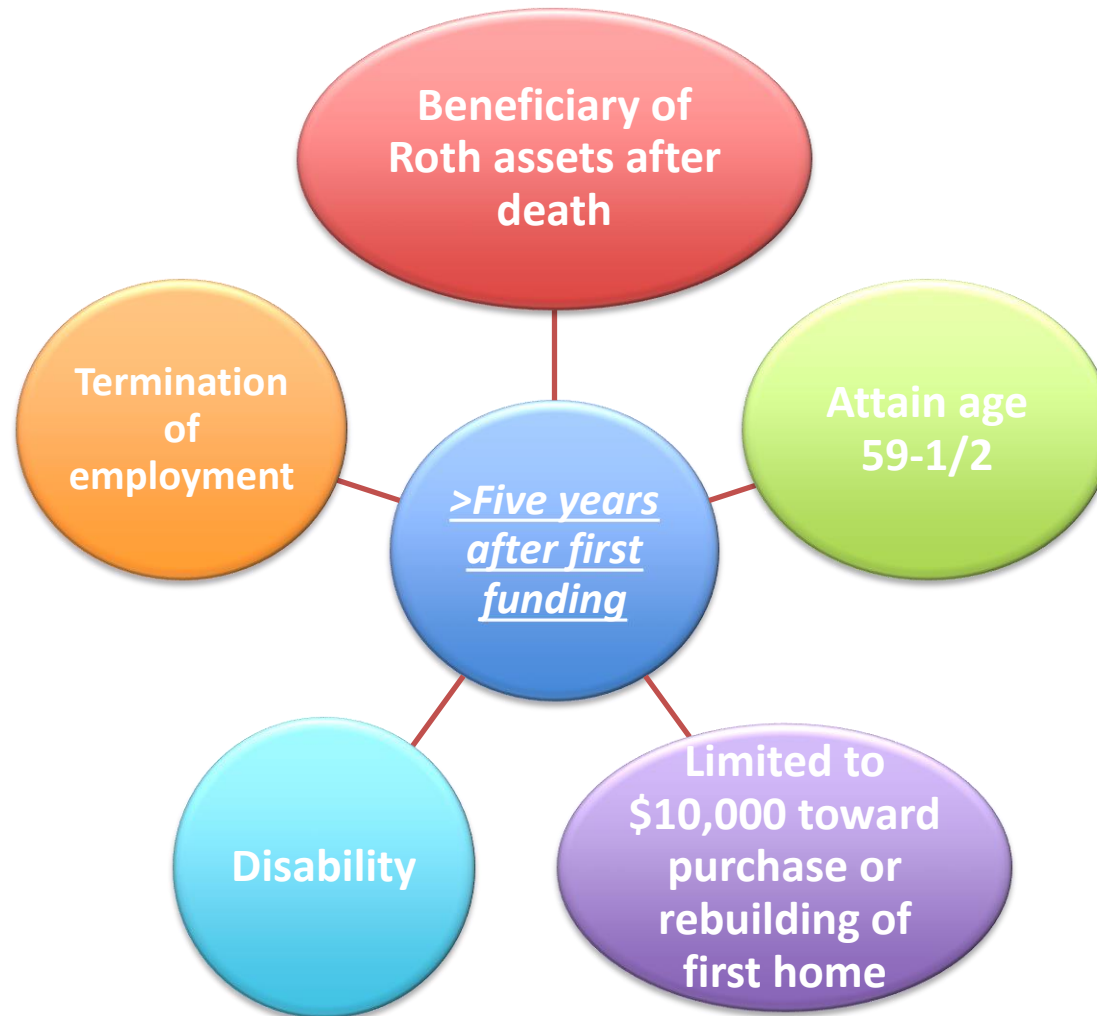 Beneficiary of
Roth assets after
death
Termination
of
employment
Attain age
59-1/2
>Five years
after first
funding
Disability
Limited to
$10,000 toward
purchase or
rebuilding of
first home